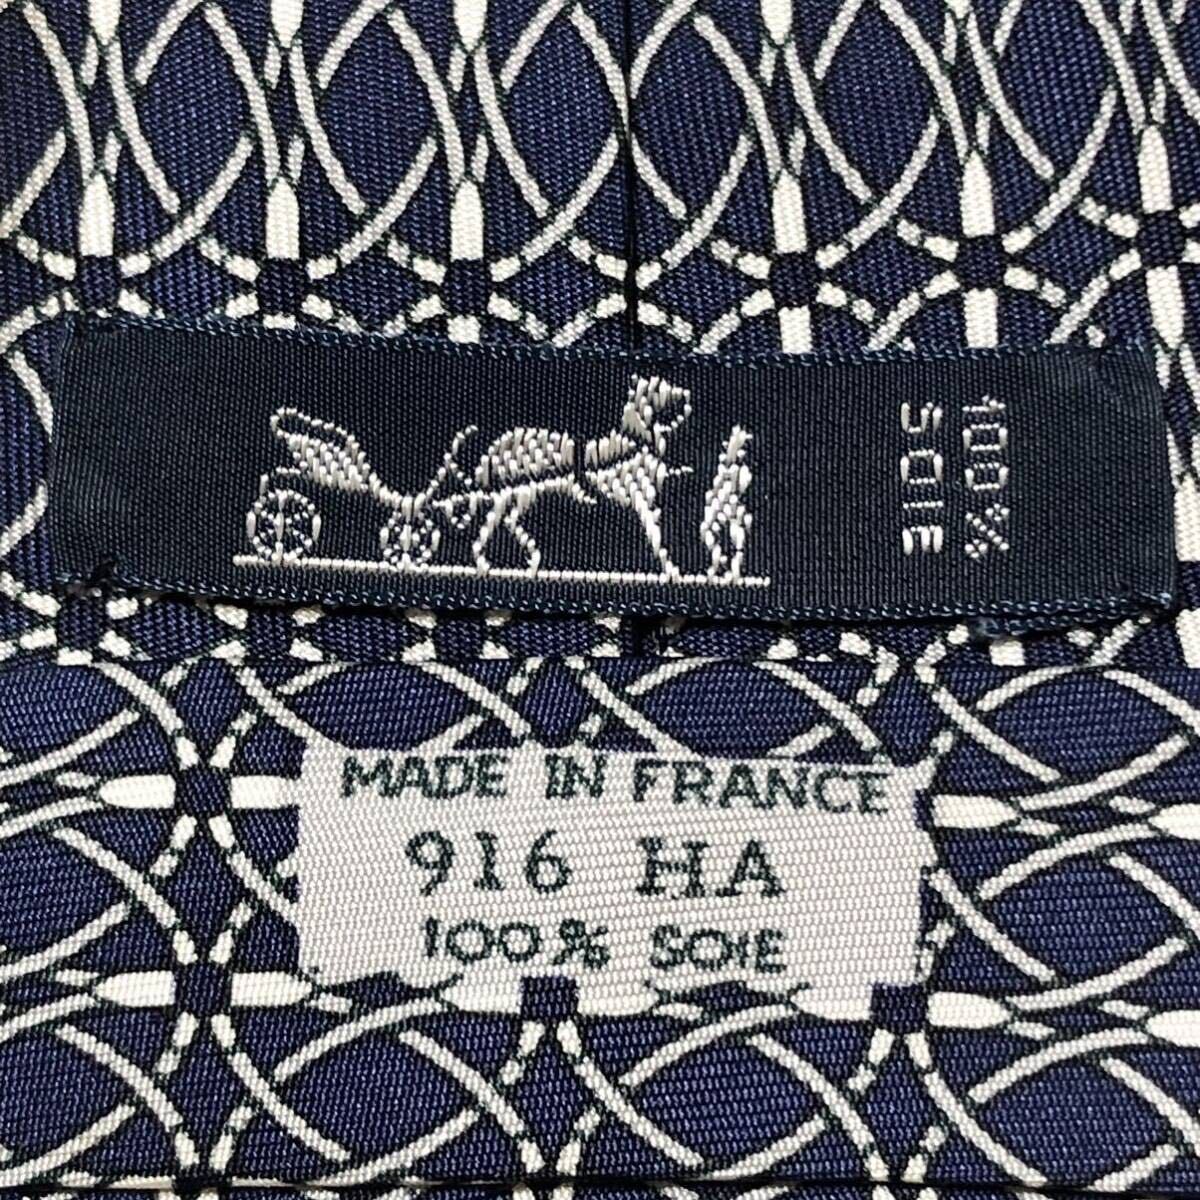 100%
SOIE
MADE IN FRANCE
916 HA
100% SOIE